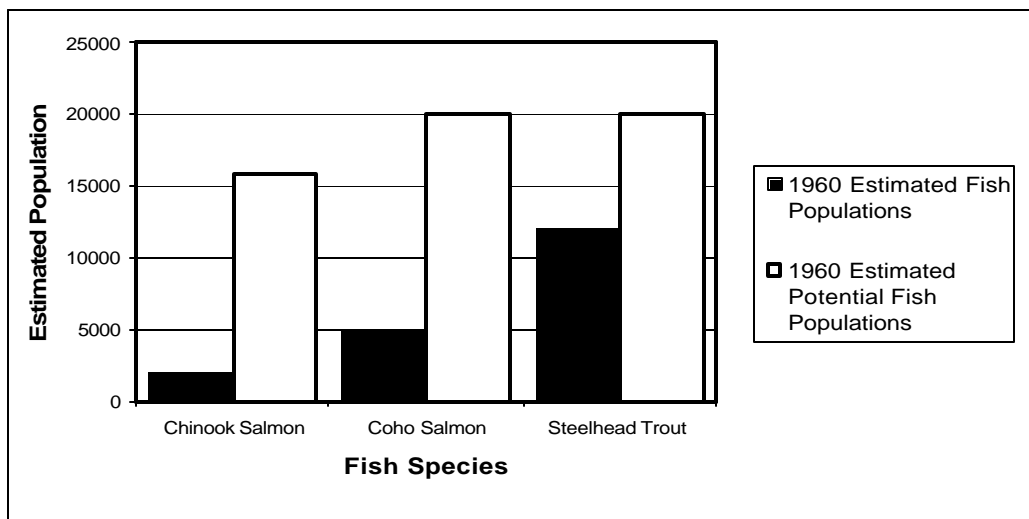 25000
20000
15000
10000
5000
0
Estimated Population
Chinook Salmon
Coho Salmon
Steelhead Trout
Fish Species
1960 Estimated Fish
Populations
1960 Estimated
Potential Fish
Populations